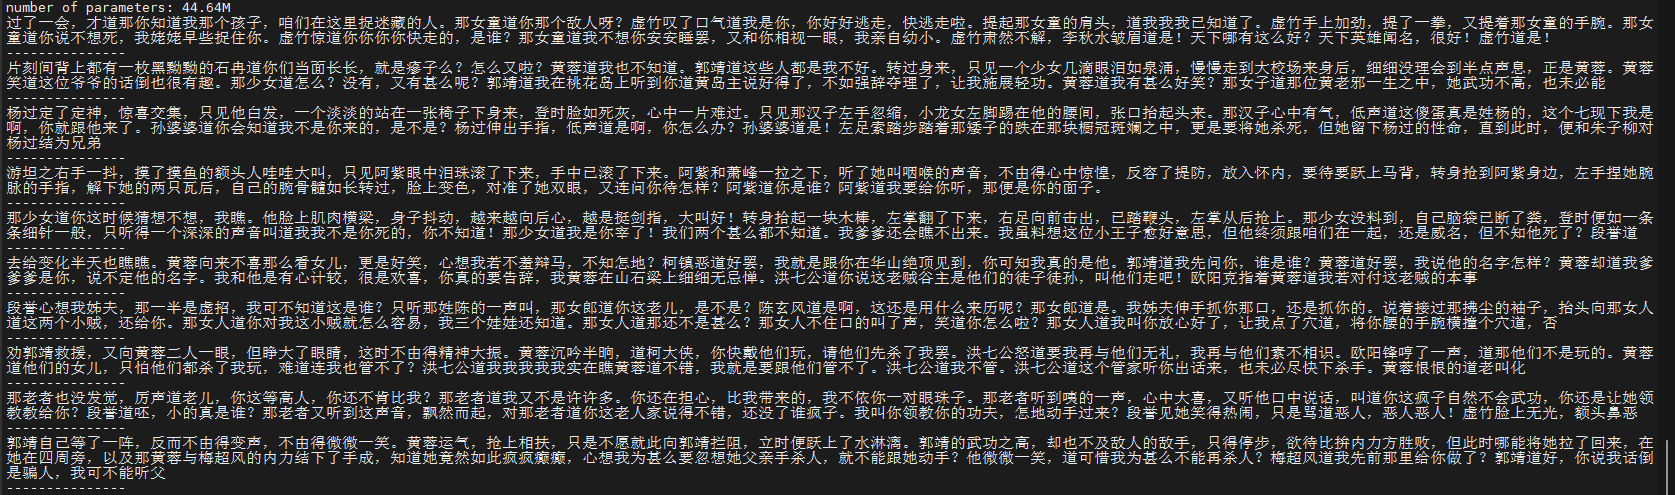 number of parameters: 44.64M
过了一会，才道那你知道我那个孩子，咱们在这里捉迷藏的人。那女童道你那个敌人呀？虚竹叹了口气道我是你，你好好逃走，快逃走啦。提起那女童的肩头，道我我我已知道了。虚竹手上加劲，提了一拳，又提着那女童的手腕。那女
童道你说不想死，我姥姥早些捉住你。虚竹惊道你你你你快走的，是谁？那女童道我不想你安安睡罢，又和你相视一眼，我亲自幼小。虚竹肃然不解，李秋水皱眉道是！天下哪有这么好？天下英雄闻名，很好！虚竹道是！
---------------
片刻间背上都有一枚黑黝黝的石冉道你们当面长长，就是瘆子么？怎么又啦？黄蓉道我也不知道。郭靖道这些人都是我不好。转过身来，只见一个少女几滴眼泪如泉涌，慢慢走到大校场来身后，细细没理会到半点声息，正是黄蓉。黄蓉
笑道这位爷爷的话倒也很有趣。那少女道怎么？没有，又有甚么呢？郭靖道我在桃花岛上听到你道黄岛主说好得了，不如强辞夺理了，让我施展轻功。黄蓉道我有甚么好笑？那女子道那位黄老邪一生之中，她武功不高，也未必能
---------------
杨过定了定神，惊喜交集，只见他白发，一个淡淡的站在一张椅子下身来，登时脸如死灰，心中一片难过。只见那汉子左手忽缩，小龙女左脚踢在他的腰间，张口抬起头来。那汉子心中有气，低声道这傻蛋真是姓杨的，这个七现下我是
啊，你就跟他来了。孙婆婆道你会知道我不是你来的，是不是？杨过伸出手指，低声道是啊，你怎么办？孙婆婆道是！左足索踏步踏着那矮子的跌在那块橱冠斑斓之中，更是要将她杀死，但她留下杨过的性命，直到此时，便和朱子柳对
杨过结为兄弟
---------------
游坦之右手一抖，摸了摸鱼的额头人哇哇大叫，只见阿紫眼中泪珠滚了下来，手中已滚了下来。阿紫和萧峰一拉之下，听了她叫咽喉的声音，不由得心中惊惶，反容了提防，放入怀内，要待要跃上马背，转身抢到阿紫身边，左手捏她腕
脉的手指，解下她的两只瓦后，自己的腕骨髓如长转过，脸上变色，对准了她双眼，又连问你待怎样？阿紫道你是谁？阿紫道我要给你听，那便是你的面子。
---------------
那少女道你这时候猜想不想，我瞧。他脸上肌肉横梁，身子抖动，越来越向后心，越是挺剑指，大叫好！转身拾起一块木棒，左掌翻了下来，右足向前击出，已踏鞭头，左掌从后抢上。那少女没料到，自己脑袋已断了粪，登时便如一条
条细针一般，只听得一个深深的声音叫道我我不是你死的，你不知道！那少女道我是你宰了！我们两个甚么都不知道。我爹爹还会瞧不出来。我虽料想这位小王子愈好意思，但他终须跟咱们在一起，还是威名，但不知他死了？段誉道
---------------
去给变化半天也瞧瞧。黄蓉向来不喜那么看女儿，更是好笑，心想我若不羞辩马，不知怎地？柯镇恶道好罢，我就是跟你在华山绝顶见到，你可知我真的是他。郭靖道我先问你，谁是谁？黄蓉道好罢，我说他的名字怎样？黄蓉却道我爹
爹爹是你，说不定他的名字。我和他是有心计较，很是欢喜，你真的要告辞，我黄蓉在山石梁上细细无忌惮。洪七公道你说这老贼谷主是他们的徒子徒孙，叫他们走吧！欧阳克指着黄蓉道我若对付这老贼的本事
---------------
段誉心想我姊夫，那一半是虚招，我可不知道这是谁？只听那姓陈的一声叫，那女郎道你这老儿，是不是？陈玄风道是啊，这还是用什么来历呢？那女郎道是。我姊夫伸手抓你那口，还是抓你的。说着接过那拂尘的袖子，抬头向那女人
道这两个小贼，还给你。那女人道你对我这小贼就怎么容易，我三个娃娃还知道。那女人道那还不是甚么？那女人不住口的叫了声，笑道你怎么啦？那女人道我叫你放心好了，让我点了穴道，将你腰的手腕横撞个穴道，否
---------------
劝郭靖救援，又向黄蓉二人一眼，但睁大了眼睛，这时不由得精神大振。黄蓉沉吟半晌，道柯大侠，你快戴他们玩，请他们先杀了我罢。洪七公怒道要我再与他们无礼，我再与他们素不相识。欧阳锋哼了一声，道那他们不是玩的。黄蓉
道他们的女儿，只怕他们都杀了我玩，难道连我也管不了？洪七公道我我我我我实在瞧黄蓉道不错，我就是要跟他们管不了。洪七公道我不管。洪七公道这个管家听你出话来，也未必尽快下杀手。黄蓉恨恨的道老叫化
---------------
那老者也没发觉，厉声道老儿，你这等高人，你还不肯比我？那老者道我又不是许许多。你还在担心，比我带来的，我不依你一对眼珠子。那老者听到咦的一声，心中大喜，又听他口中说话，叫道你这疯子自然不会武功，你还是让她领
教教给你？段誉道呸，小的真是谁？那老者又听到这声音，飘然而起，对那老者道你这老人家说得不错，还没了谁疯子。我叫你领教你的功夫，怎地动手过来？段誉见她笑得热闹，只是骂道恶人，恶人恶人！虚竹脸上无光，额头鼻恶
---------------
郭靖自己等了一阵，反而不由得变声，不由得微微一笑。黄蓉运气，抢上相扶，只是不愿就此向郭靖拦阻，立时便跃上了水淋漓。郭靖的武功之高，却也不及敌人的敌手，只得停步，欲待比拚内力方胜败，但此时哪能将她拉了回来，在
她在四周旁，以及那黄蓉与梅超风的内力结下了手成，知道她竟然如此疯疯癫癫，心想我为甚么要忽想她父亲手杀人，就不能跟她动手？他微微一笑，道可惜我为甚么不能再杀人？梅超风道我先前那里给你做了？郭靖道好，你说我话倒
是骗人，我可不能听父
---------------